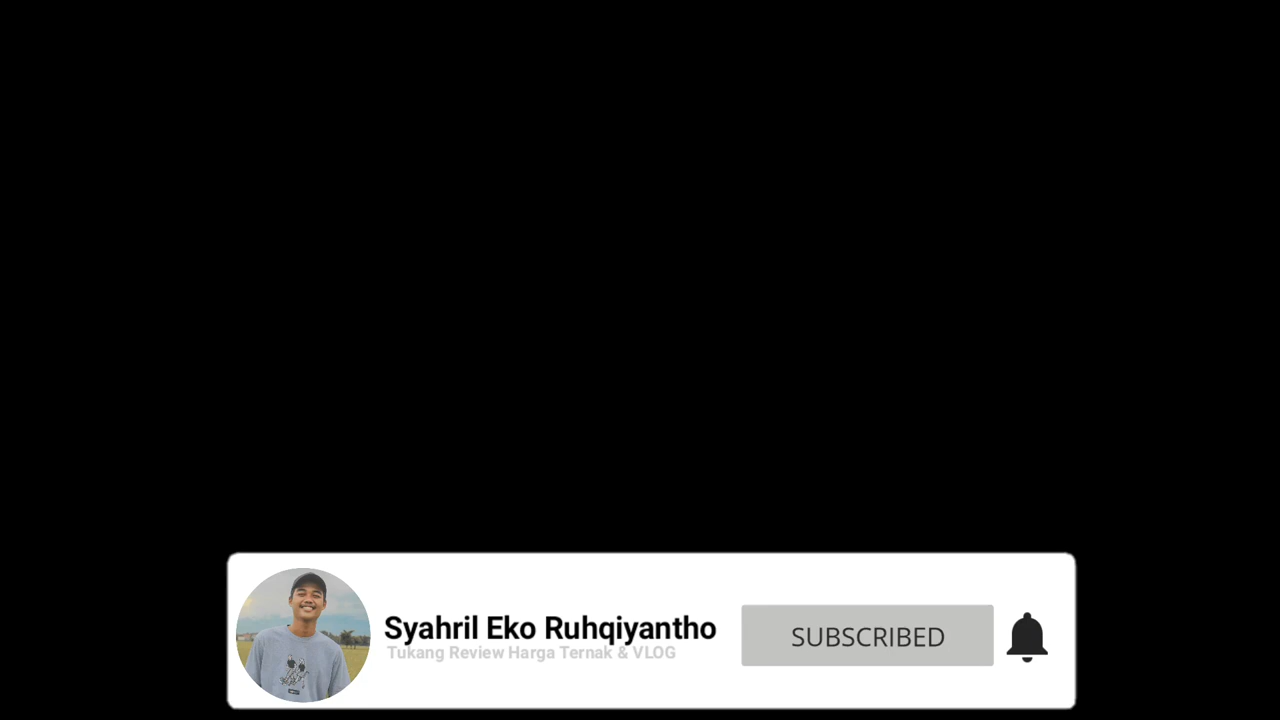 Syahril Eko Ruhqiyantho
Tukang Review Harga Ternak & VLOG
SUBSCRIBED